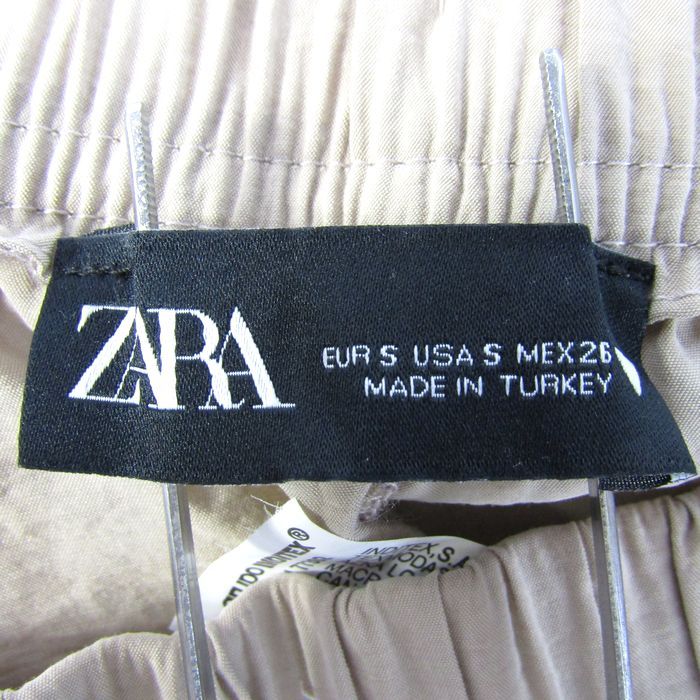 ZARA
EUR S USA S MEX 26
MADE IN TURKEY
INDITEX